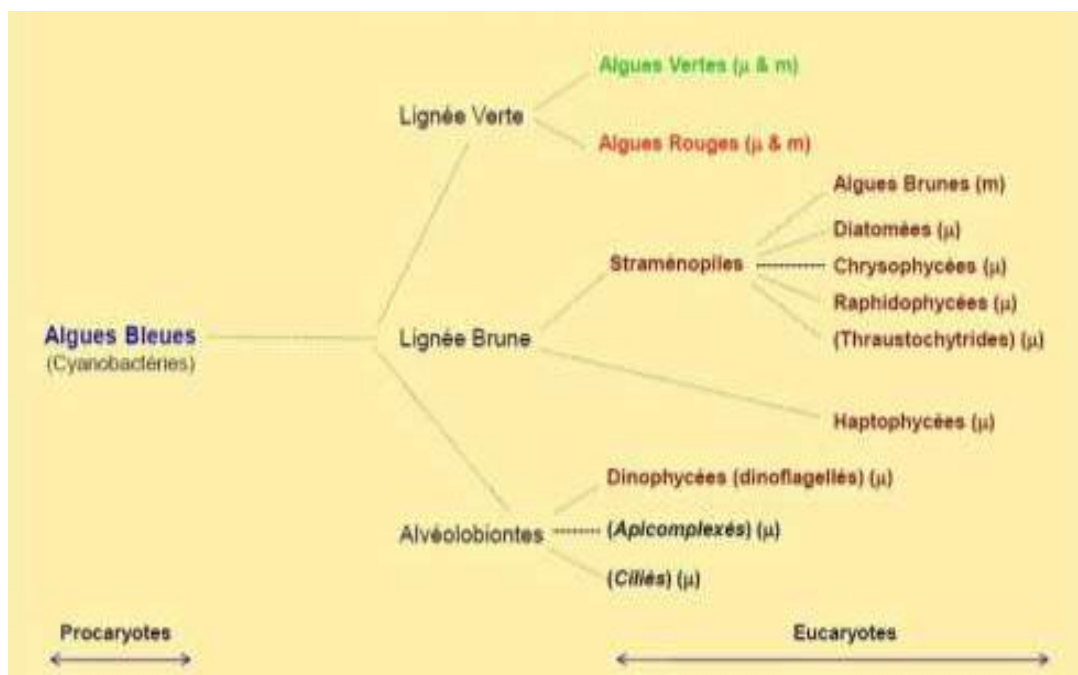 Algues Vertes (μ & m)
Lignée Verte
Algues Rouges (μ & m)
Algues Brunes (m)
Diatomées (μ)
Straménopiles
Chrysophycées (μ)
Raphidophycées (μ)
Algues Bleues
(Cyanobactéries)
Lignée Brune
(Thraustochytrides) (μ)
Haptophycées (μ)
Dinophycées (dinoflagellés) (μ)
Alvéolobiontes
(Apicomplexés) (μ)
(Ciliés) (μ)
Procaryotes
Eucaryotes